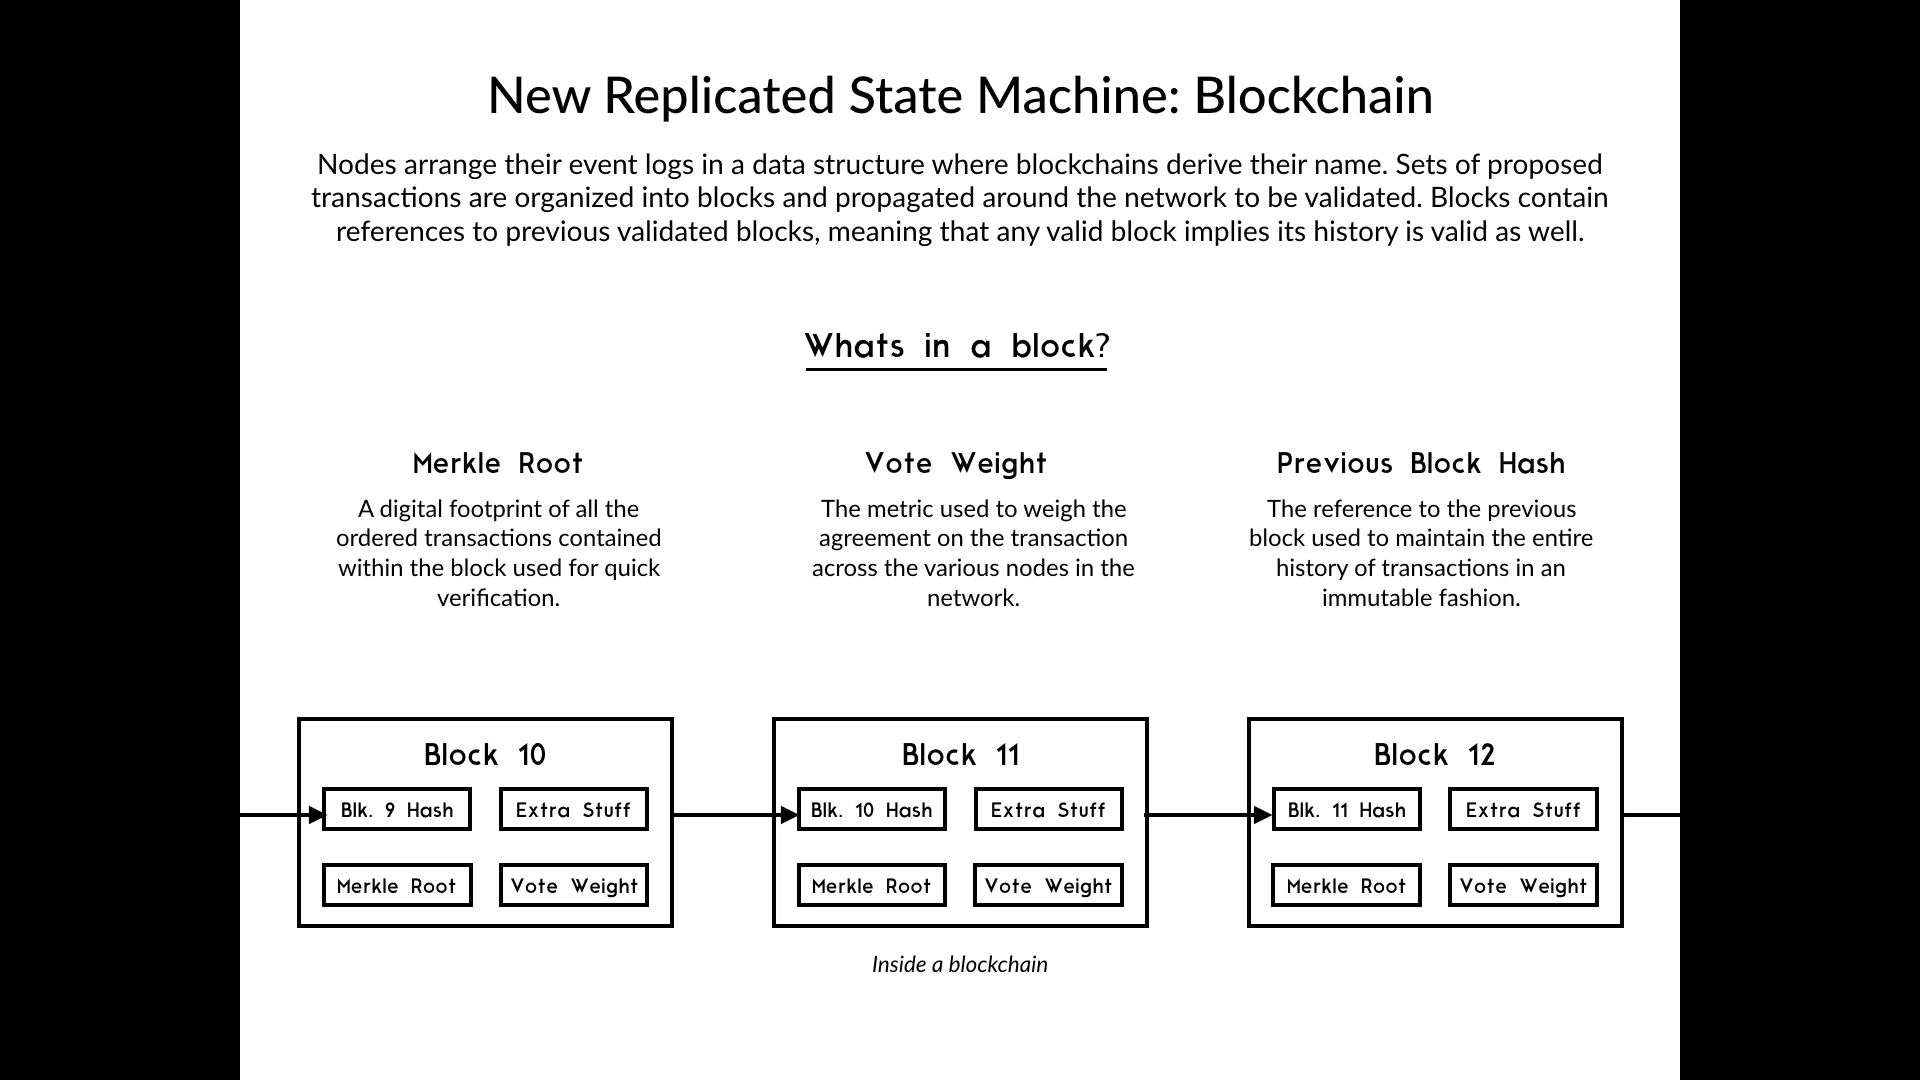 New Replicated State Machine: Blockchain
Nodes arrange their event logs in a data structure where blockchains derive their name. Sets of proposed
transactions are organized into blocks and propagated around the network to be validated. Blocks contain
references to previous validated blocks, meaning that any valid block implies its history is valid as well.
Whats in a block?
Merkle Root
A digital footprint of all the
ordered transactions contained
within the block used for quick
verification.
Vote Weight
The metric used to weigh the
agreement on the transaction
across the various nodes in the
network.
Previous Block Hash
The reference to the previous
block used to maintain the entire
history of transactions in an
immutable fashion.
Block 10
Blk. 9 Hash
Extra Stuff
Merkle Root
Vote Weight
Block 11
Blk. 10 Hash
Extra Stuff
Merkle Root
Vote Weight
Block 12
Blk. 11 Hash
Extra Stuff
Merkle Root
Vote Weight
Inside a blockchain